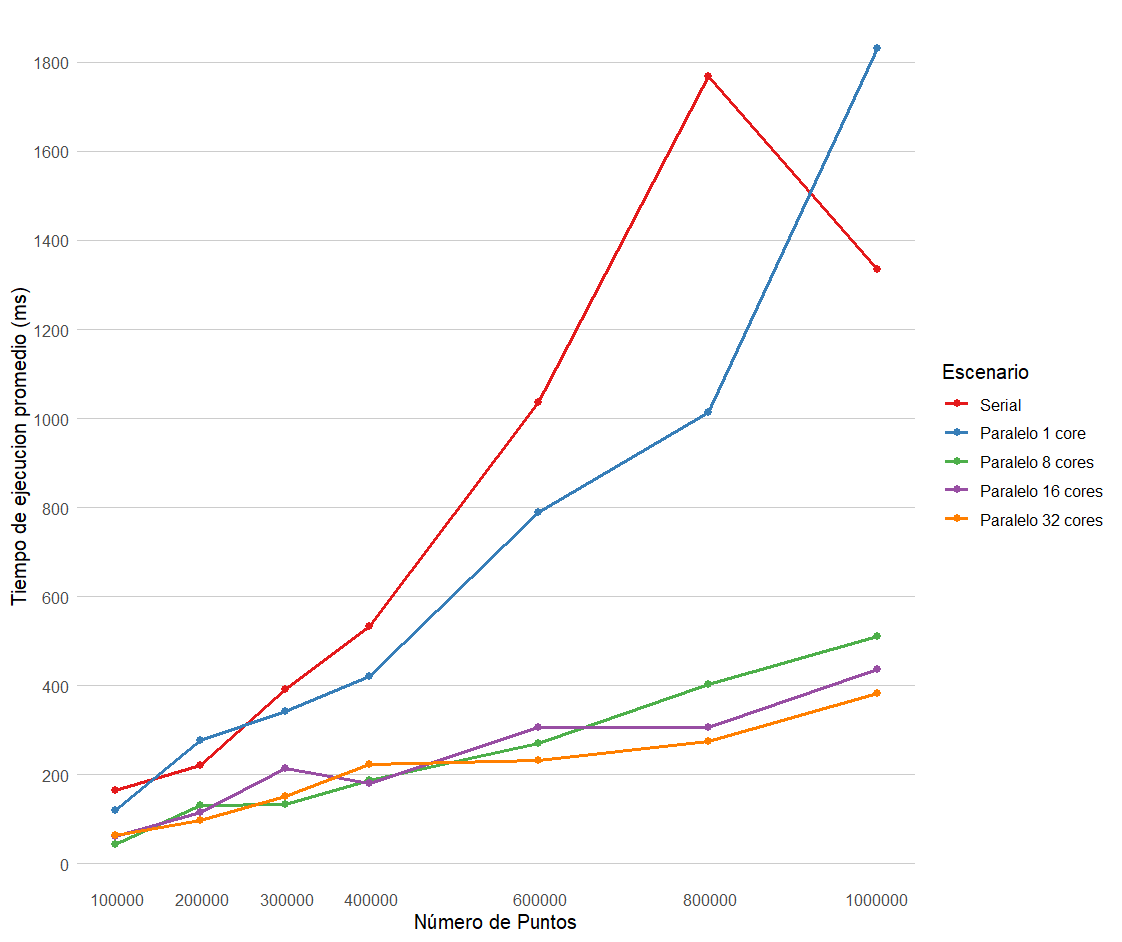 1800
1600
1400
1200
1000
800
600
400
200
0
Tiempo de ejecucion promedio (ms)
100000 200000 300000 400000 600000 800000 1000000
Número de Puntos
Escenario
Serial
Paralelo 1 core
Paralelo 8 cores
Paralelo 16 cores
Paralelo 32 cores